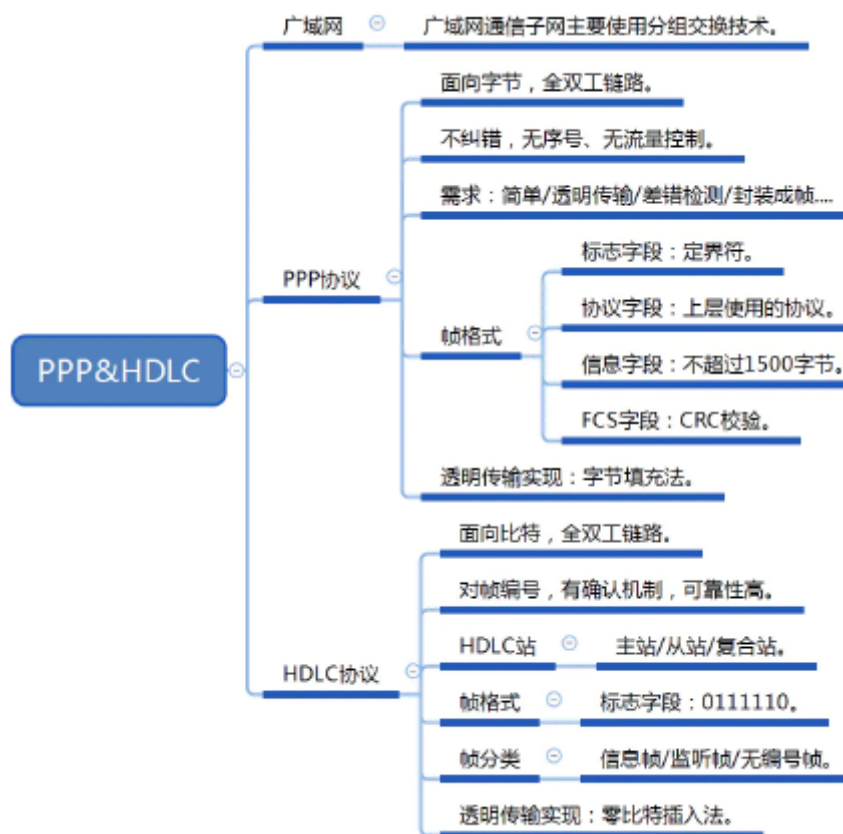 广域网
广域网通信子网主要使用分组交换技术。
面向字节，全双工链路。
不纠错，无序号、无流量控制。
需求：简单/透明传输/差错检测/封装成帧....
PPP协议
标志字段：定界符。
协议字段：上层使用的协议。
帧格式
信息字段：不超过1500字节。
FCS字段：CRC校验。
透明传输实现：字节填充法。
PPP&HDLC
面向比特，全双工链路。
对帧编号，有确认机制，可靠性高。
HDLC协议
HDLC站
主站/从站/复合站。
帧格式
标志字段：0111110。
帧分类
信息帧/监听帧/无编号帧。
透明传输实现：零比特插入法。